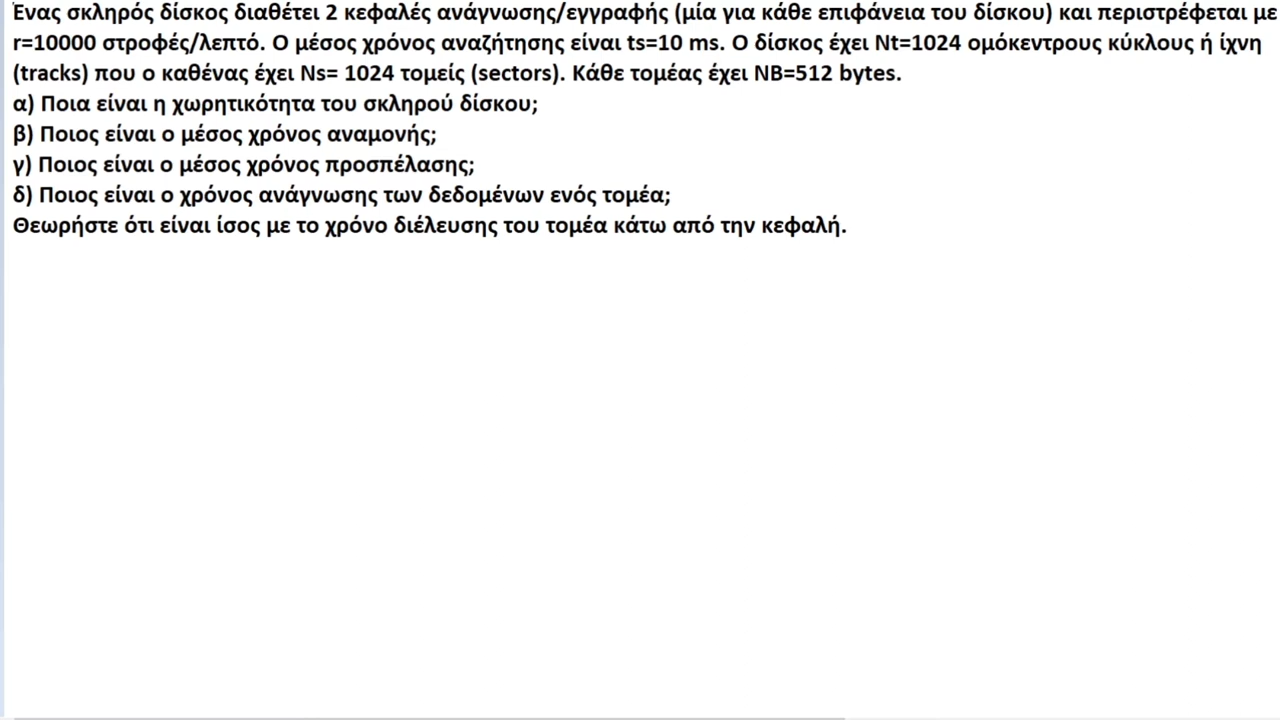 Ένας σκληρός δίσκος διαθέτει 2 κεφαλές ανάγνωσης/εγγραφής (μία για κάθε επιφάνεια του δίσκου) και περιστρέφεται με
r=10000 στροφές/λεπτό. Ο μέσος χρόνος αναζήτησης είναι ts=10 ms. Ο δίσκος έχει Nt=1024 ομόκεντρους κύκλους ή ίχνη
(tracks) που ο καθένας έχει Ns= 1024 τομείς (sectors). Κάθε τομέας έχει NB=512 bytes.
α) Ποια είναι η χωρητικότητα του σκληρού δίσκου;
β) Ποιος είναι ο μέσος χρόνος αναμονής;
γ) Ποιος είναι ο μέσος χρόνος προσπέλασης;
δ) Ποιος είναι ο χρόνος ανάγνωσης των δεδομένων ενός τομέα;
Θεωρήστε ότι είναι ίσος με το χρόνο διέλευσης του τομέα κάτω από την κεφαλή.